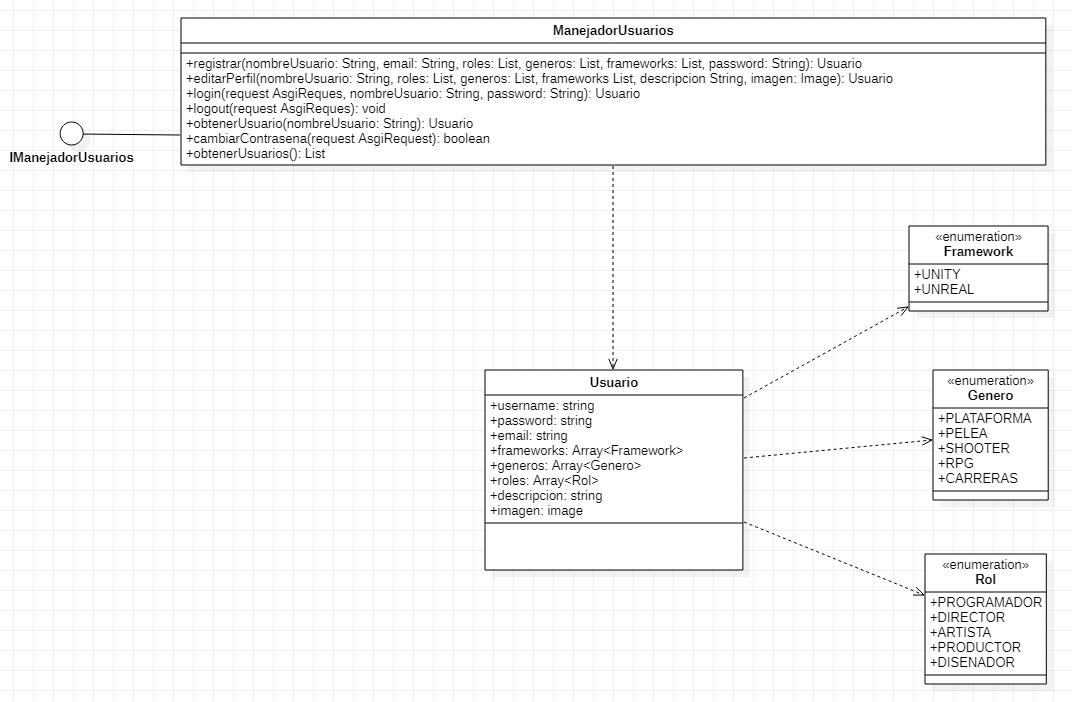 ManejadorUsuarios
+registrar(nombreUsuario: String, email: String, roles: List, generos: List, frameworks: List, password: String): Usuario
+editarPerfil(nombreUsuario: String, roles: List, generos: List, frameworks List, descripcion String, imagen: Image): Usuario
+login(request AsgiReques, nombreUsuario: String, password: String): Usuario
+logout(request AsgiReques): void
+obtenerUsuario(nombreUsuario: String): Usuario
+cambiarContrasena(request AsgiRequest): boolean
+obtenerUsuarios(): List
IManejadorUsuarios
«enumeration»
Framework
+UNITY
+UNREAL
Usuario
+username: string
+password: string
+email: string
+frameworks: Array<Framework>
+generos: Array<Genero>
+roles: Array<Rol>
+descripcion: string
+imagen: image
«enumeration»
Genero
+PLATAFORMA
+PELEA
+SHOOTER
+RPG
+CARRERAS
«enumeration»
Rol
+PROGRAMADOR
+DIRECTOR
+ARTISTA
+PRODUCTOR
+DISENADOR